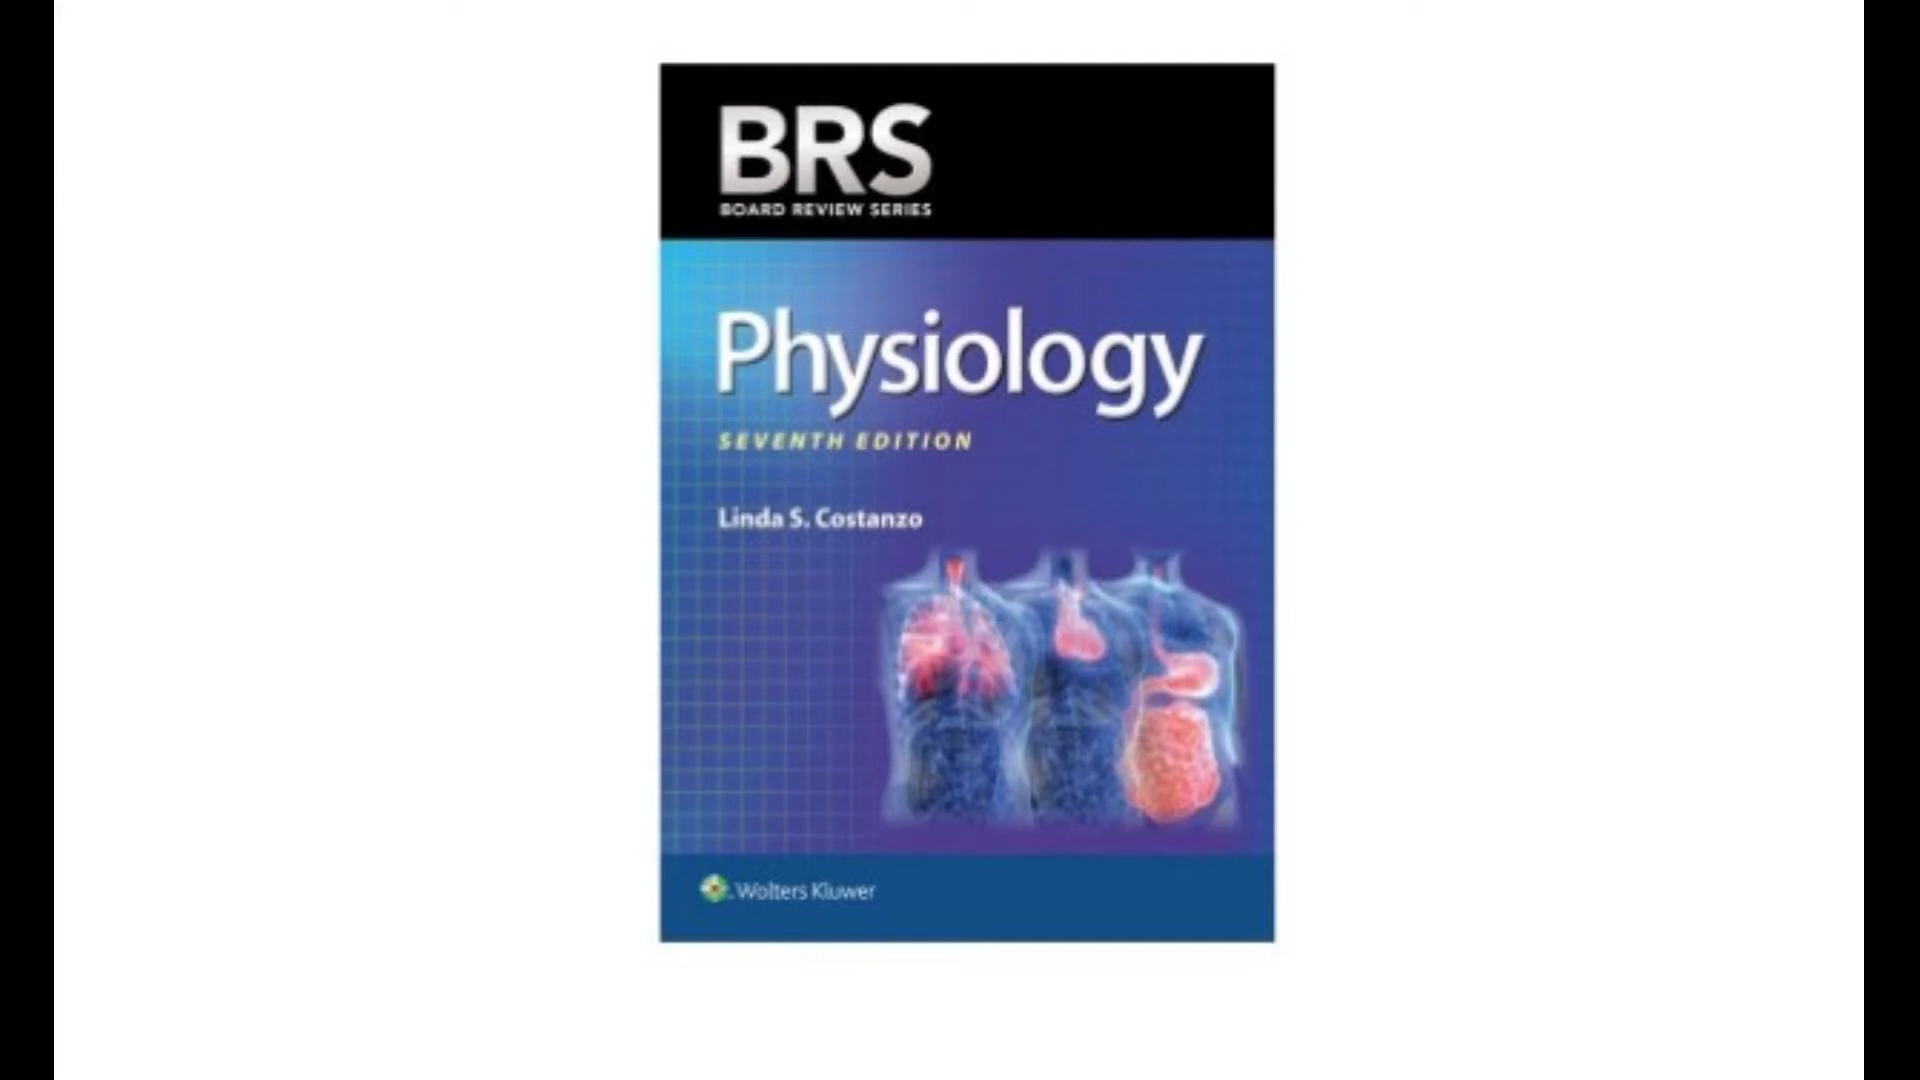 BRS
BOARD REVIEW SERIES
Physiology
SEVENTH EDITION
Linda S. Costanzo
Wolters Kluwer